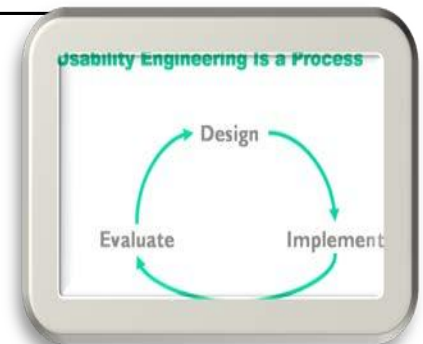 Usability Engineering Is a Process
Design
Evaluate
Implement